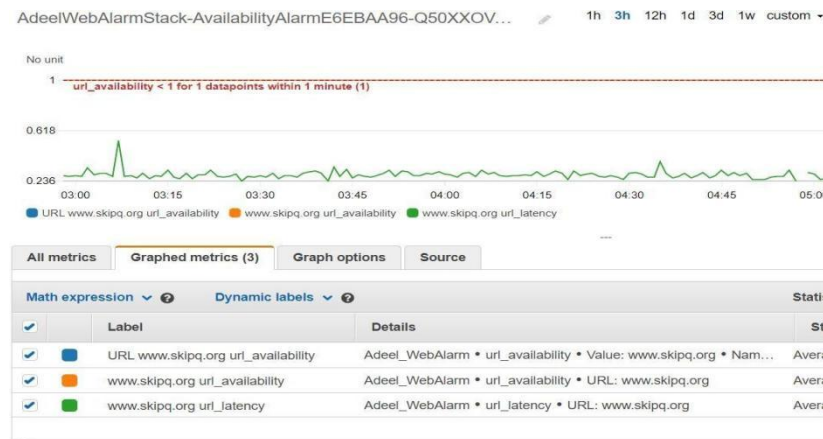 AdeelWebAlarmStack-AvailabilityAlarmE6EBAA96-Q50XXOV... 1h 3h 12h 1d 3d 1w custom
No unit
1
url_availability < 1 for 1 datapoints within 1 minute (1)
0.618
0.236
03:00 03:15 03:30 03:45 04:00 04:15 04:30 04:45 05:0
URL www.skipq.org url_availability www.skipq.org url_availability www.skipq.org url_latency
All metrics Graphed metrics (3) Graph options Source
Math expression Dynamic labels Stati
Label Details St
URL www.skipq.org url_availability Adeel_WebAlarm • url_availability • Value: www.skipq.org • Nam... Avera
www.skipq.org url_availability Adeel_WebAlarm • url_availability • URL: www.skipq.org Avera
www.skipq.org url_latency Adeel_WebAlarm • url_latency • URL: www.skipq.org Avera